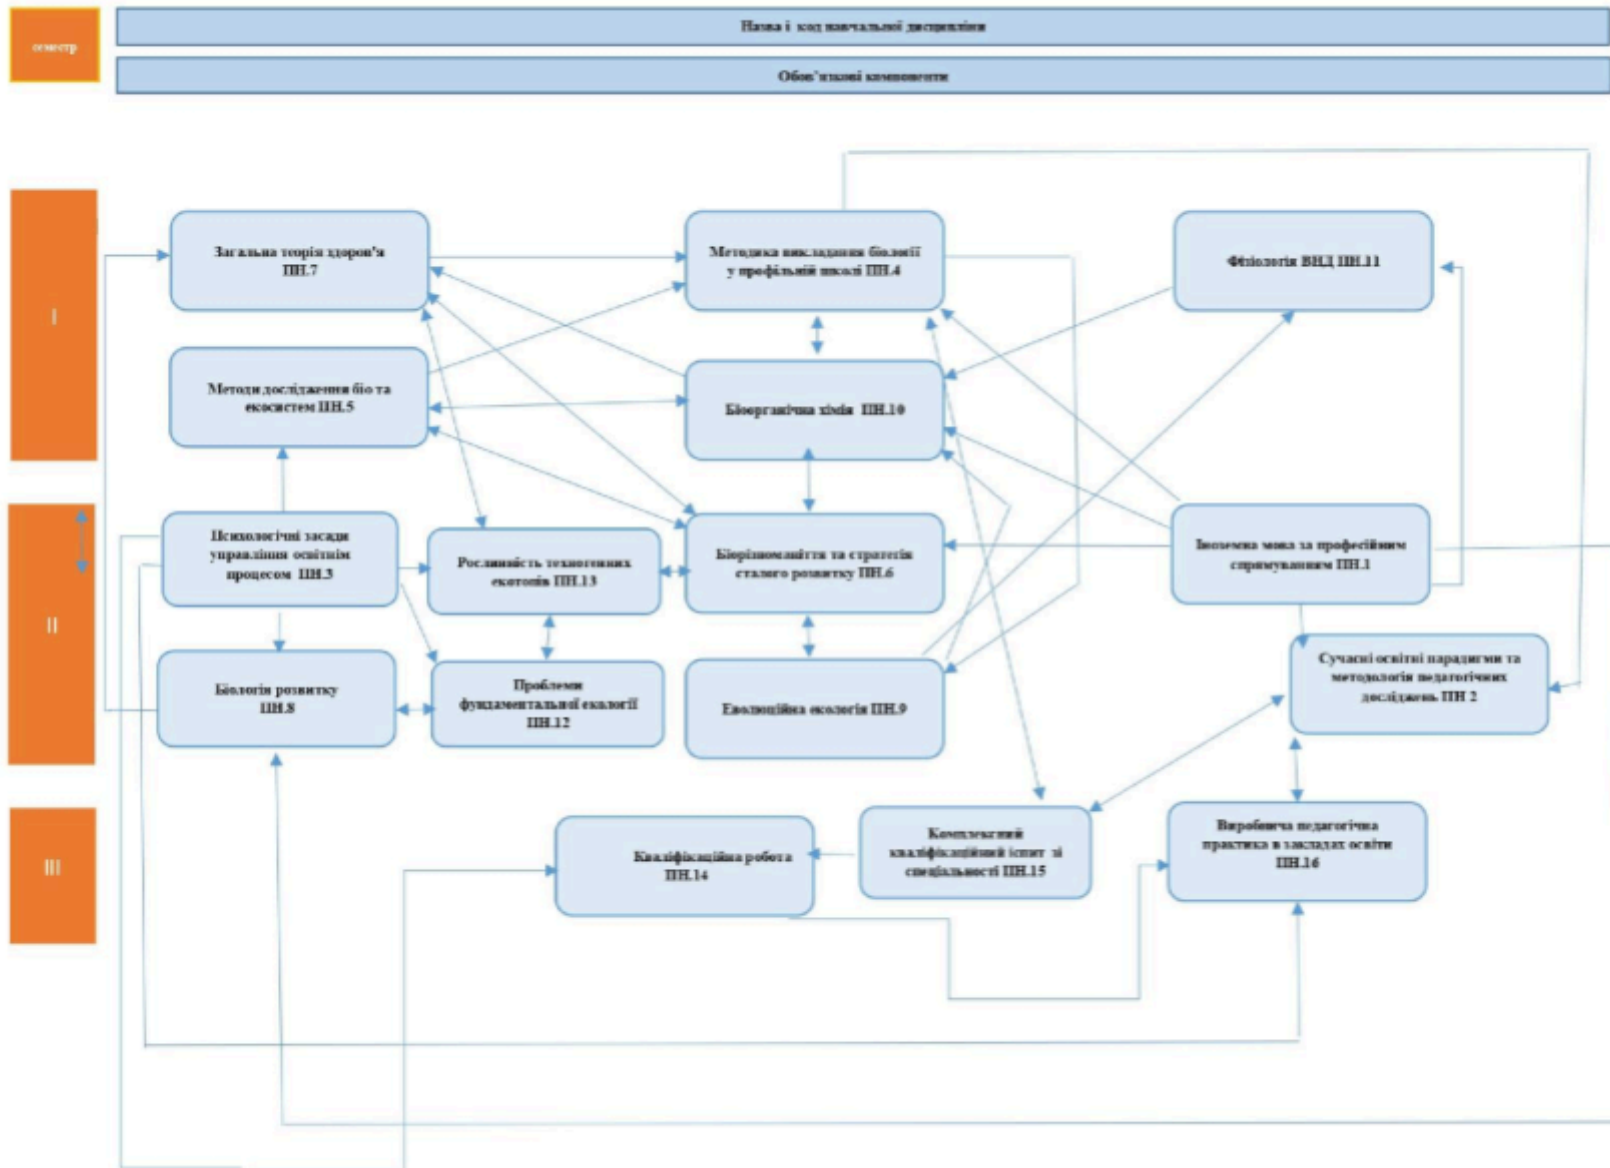 семестр
Назва і код навчальної дисципліни
Обов'язкові компоненти
I
Загальна теорія здоров'я
ПН.7
Методика викладання біології
у профільній школі ПН.4
Фізіологія ВНД ПН.11
Методи дослідження біо та
екосистем ПН.5
Біоорганічна хімія ПН.10
II
Психологічні засади
управління освітнім
процесом ПН.3
Рослинність техногенних
екотопів ПН.13
Біорізноманіття та стратегія
сталого розвитку ПН.6
Іноземна мова за професійним
спрямуванням ПН.1
Біологія розвитку
ПН.8
Проблеми
фундаментальної екології
ПН.12
Еволюційна екологія ПН.9
Сучасні освітні парадигми та
методологія педагогічних
досліджень ПН 2
III
Кваліфікаційна робота
ПН.14
Комплексний
кваліфікаційний іспит зі
спеціальності ПН.15
Виробнича педагогічна
практика в закладах освіти
ПН.16